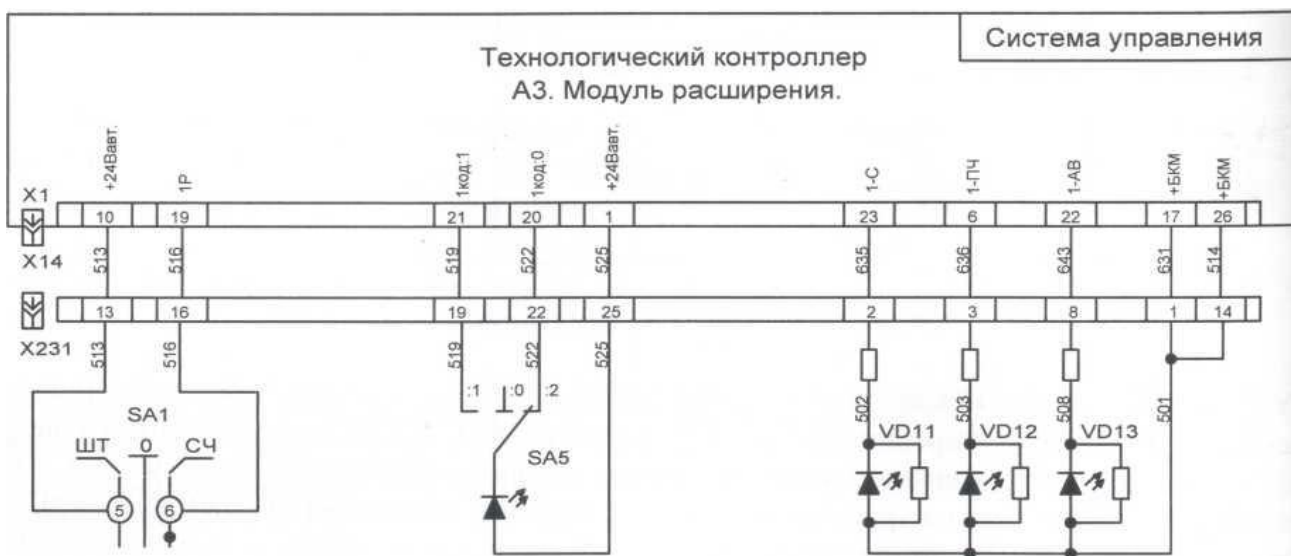 Система управления
Технологический контроллер
А3. Модуль расширения.
+24Вавт.
1Р
1код:1
1код:0
+24Вавт.
1-С
1-ПЧ
1-АВ
+БКМ
+БКМ
X1
10 19 21 20 1 23 6 22 17 26
X14
513 516 519 522 525 635 636 643 631 514
13 16 19 22 25 2 3 8 1 14
X231
513 516 519 522 525
:1 :0 :2
502 503 508 501
SA1
VD11 VD12 VD13
ШТ 0 СЧ
SA5
5 6